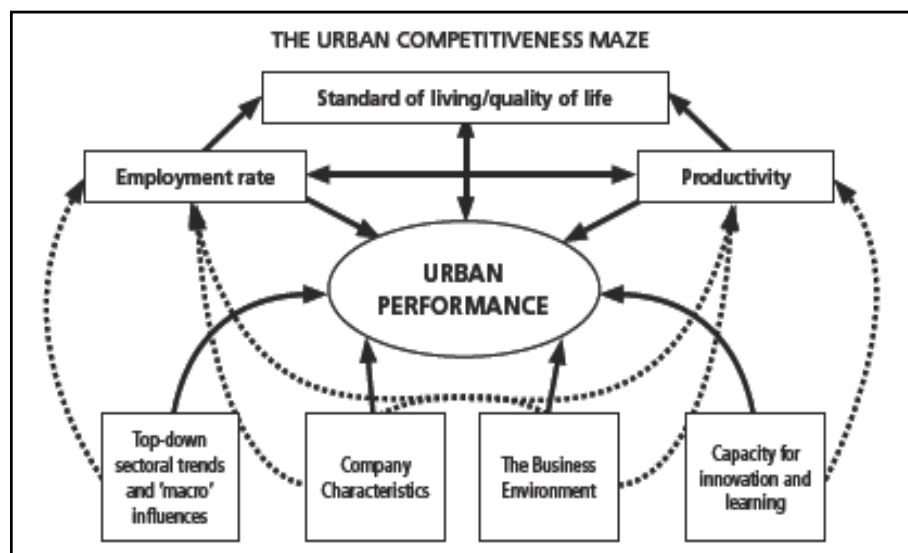 THE URBAN COMPETITIVENESS MAZE
Standard of living/quality of life
Employment rate
Productivity
URBAN
PERFORMANCE
Top-down
sectoral trends
and 'macro'
influences
Company
Characteristics
The Business
Environment
Capacity for
innovation and
learning